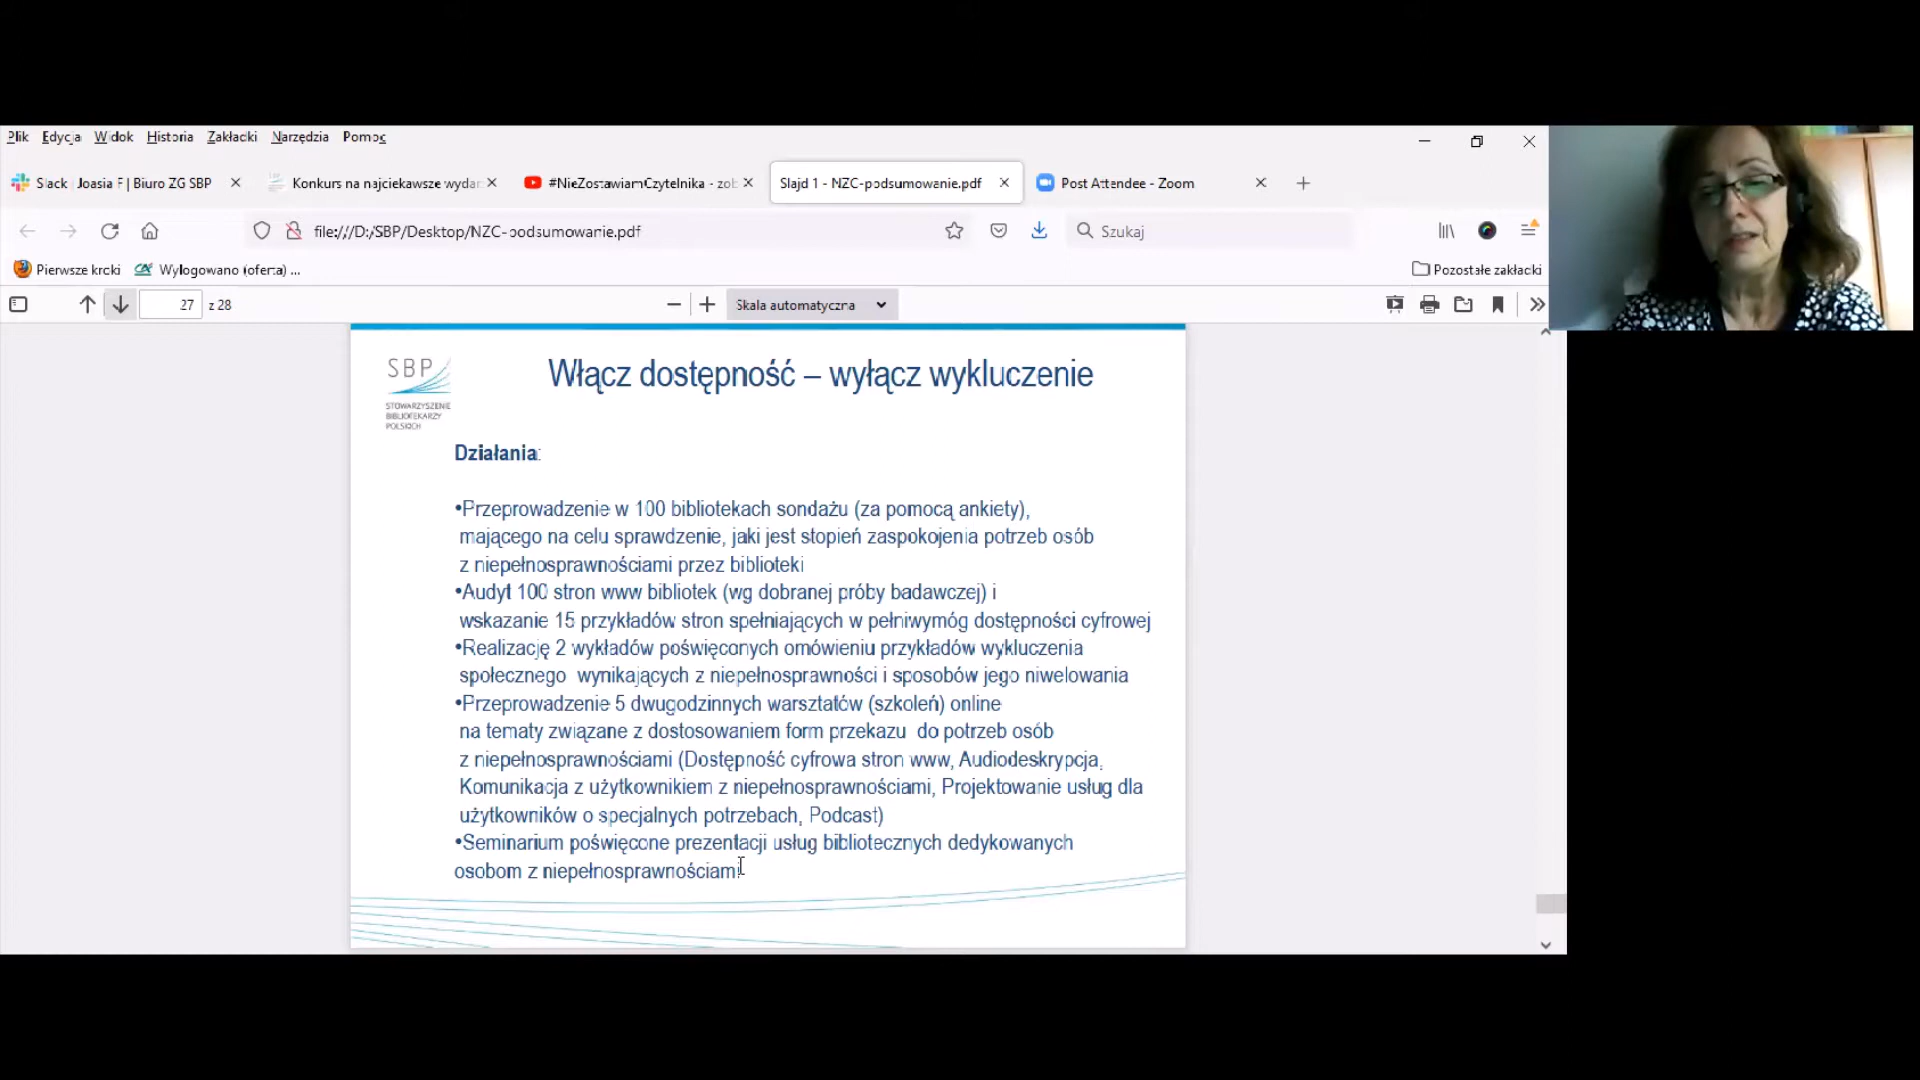 Plik Edycja Widok Historia Zakładki Narzędzia Pomoc
Slack | Joasia F | Biuro ZG SBP
Konkurs na najciekawsze wydar
#NieZostawiamCzytelnika - zob
Slajd 1 - NZC-podsumowanie.pdf
Post Attendee - Zoom
file:///D:/SBP/Desktop/NZC-podsumowanie.pdf
Szukaj
Pierwsze kroki
Wylogowano (oferta) ...
Pozostałe zakładki
27 z 28
Skala automatyczna
SBP
STOWARZYSZENIE
BIBLIOTEKARZY
POLSKICH
Włącz dostępność – wyłącz wykluczenie
Działania:
•Przeprowadzenie w 100 bibliotekach sondażu (za pomocą ankiety),
mającego na celu sprawdzenie, jaki jest stopień zaspokojenia potrzeb osób
z niepełnosprawnościami przez biblioteki
•Audyt 100 stron www bibliotek (wg dobranej próby badawczej) i
wskazanie 15 przykładów stron spełniających w pełniwymóg dostępności cyfrowej
•Realizację 2 wykładów poświęconych omówieniu przykładów wykluczenia
społecznego wynikających z niepełnosprawności i sposobów jego niwelowania
•Przeprowadzenie 5 dwugodzinnych warsztatów (szkoleń) online
na tematy związane z dostosowaniem form przekazu do potrzeb osób
z niepełnosprawnościami (Dostępność cyfrowa stron www, Audiodeskrypcja,
Komunikacja z użytkownikiem z niepełnosprawnościami, Projektowanie usług dla
użytkowników o specjalnych potrzebach, Podcast)
•Seminarium poświęcone prezentacji usług bibliotecznych dedykowanych
osobom z niepełnosprawnościami